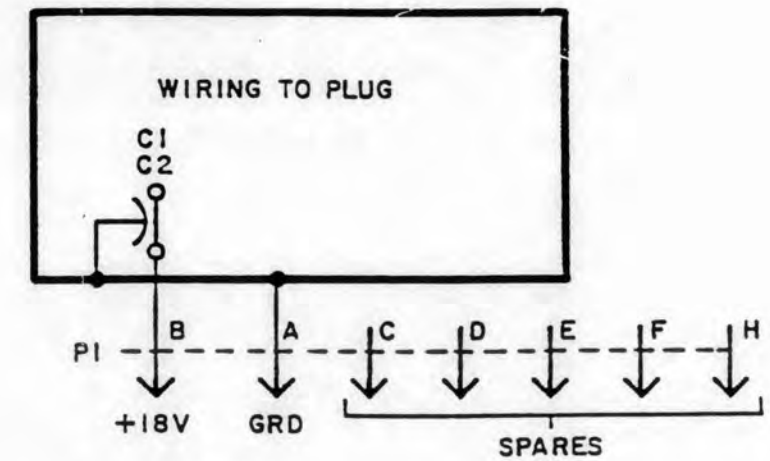 WIRING TO PLUG
C1
C2
B A C D E F H
P1
+18V GRD
SPARES